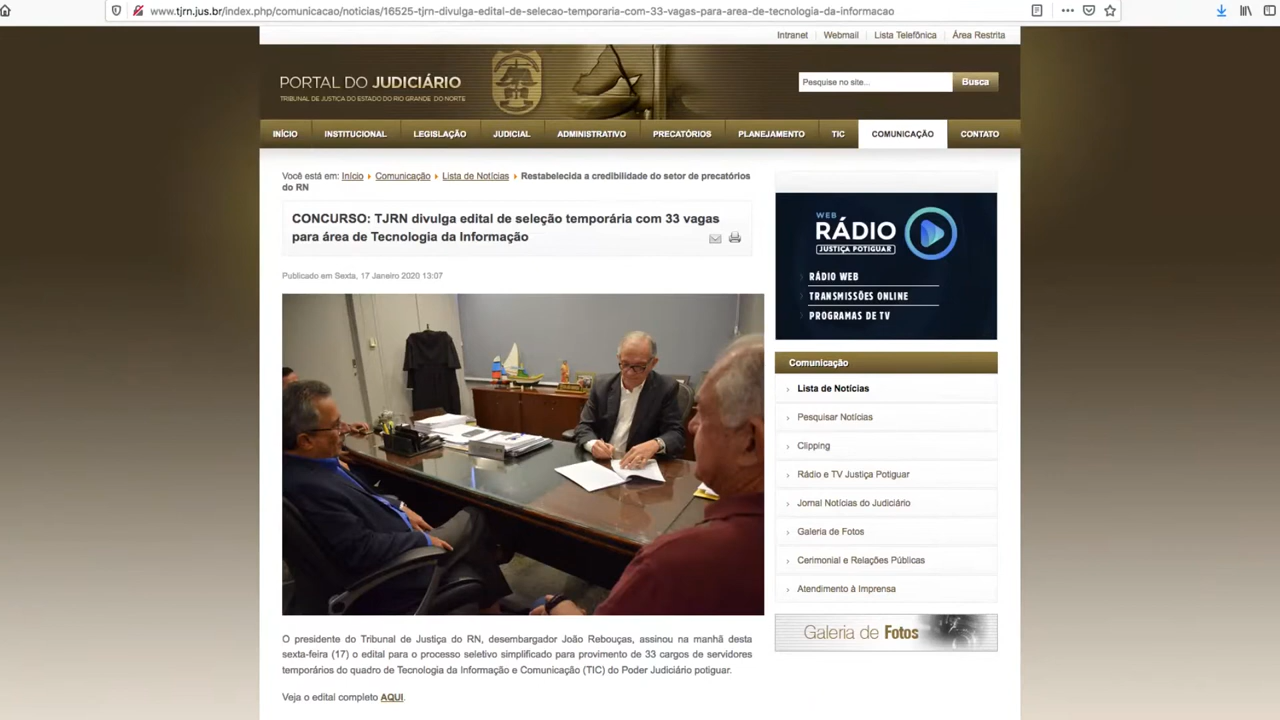 www.tjrn.jus.br/index.php/comunicacao/noticias/16525-tjrn-divulga-edital-de-selecao-temporaria-com-33-vagas-para-area-de-tecnologia-da-informacao
Intranet Webmail Lista Telefônica Área Restrita
PORTAL DO JUDICIÁRIO
TRIBUNAL DE JUSTIÇA DO ESTADO DO RIO GRANDE DO NORTE
Pesquise no site... Busca
INÍCIO INSTITUCIONAL LEGISLAÇÃO JUDICIAL ADMINISTRATIVO PRECATÓRIOS PLANEJAMENTO TIC COMUNICAÇÃO CONTATO
Você está em: Início Comunicação Lista de Notícias Restabelecida a credibilidade do setor de precatórios
do RN
CONCURSO: TJRN divulga edital de seleção temporária com 33 vagas
para área de Tecnologia da Informação
Publicado em Sexta, 17 Janeiro 2020 13:07
O presidente do Tribunal de Justiça do RN, desembargador João Rebouças, assinou na manhã desta
sexta-feira (17) o edital para o processo seletivo simplificado para provimento de 33 cargos de servidores
temporários do quadro de Tecnologia da Informação e Comunicação (TIC) do Poder Judiciário potiguar.
Veja o edital completo AQUI.
WEB
RÁDIO
JUSTIÇA POTIGUAR
RÁDIO WEB
TRANSMISSÕES ONLINE
PROGRAMAS DE TV
Comunicação
Lista de Notícias
Pesquisar Notícias
Clipping
Rádio e TV Justiça Potiguar
Jornal Notícias do Judiciário
Galeria de Fotos
Cerimonial e Relações Públicas
Atendimento à Imprensa
Galeria de Fotos